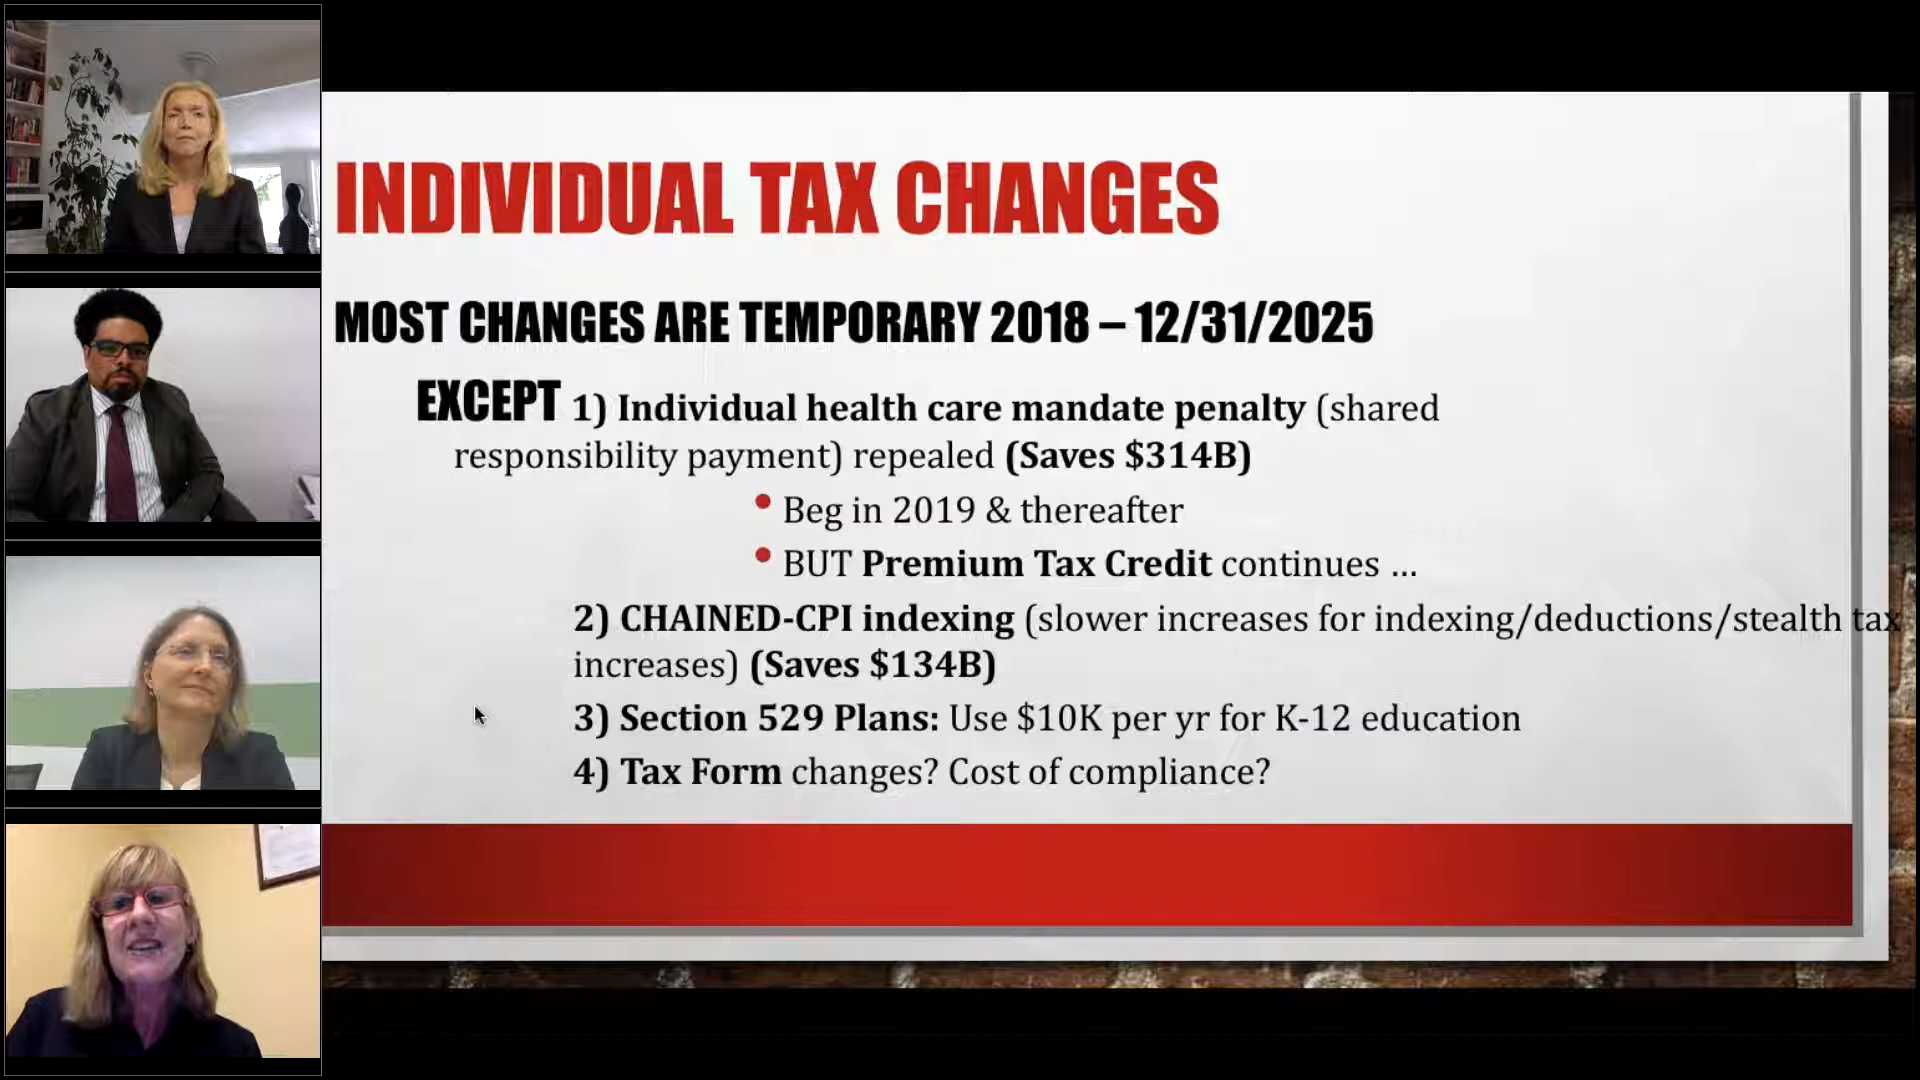 INDIVIDUAL TAX CHANGES
MOST CHANGES ARE TEMPORARY 2018 – 12/31/2025
EXCEPT 1) Individual health care mandate penalty (shared
responsibility payment) repealed (Saves $314B)
• Beg in 2019 & thereafter
• BUT Premium Tax Credit continues ...
2) CHAINED-CPI indexing (slower increases for indexing/deductions/stealth tax
increases) (Saves $134B)
3) Section 529 Plans: Use $10K per yr for K-12 education
4) Tax Form changes? Cost of compliance?